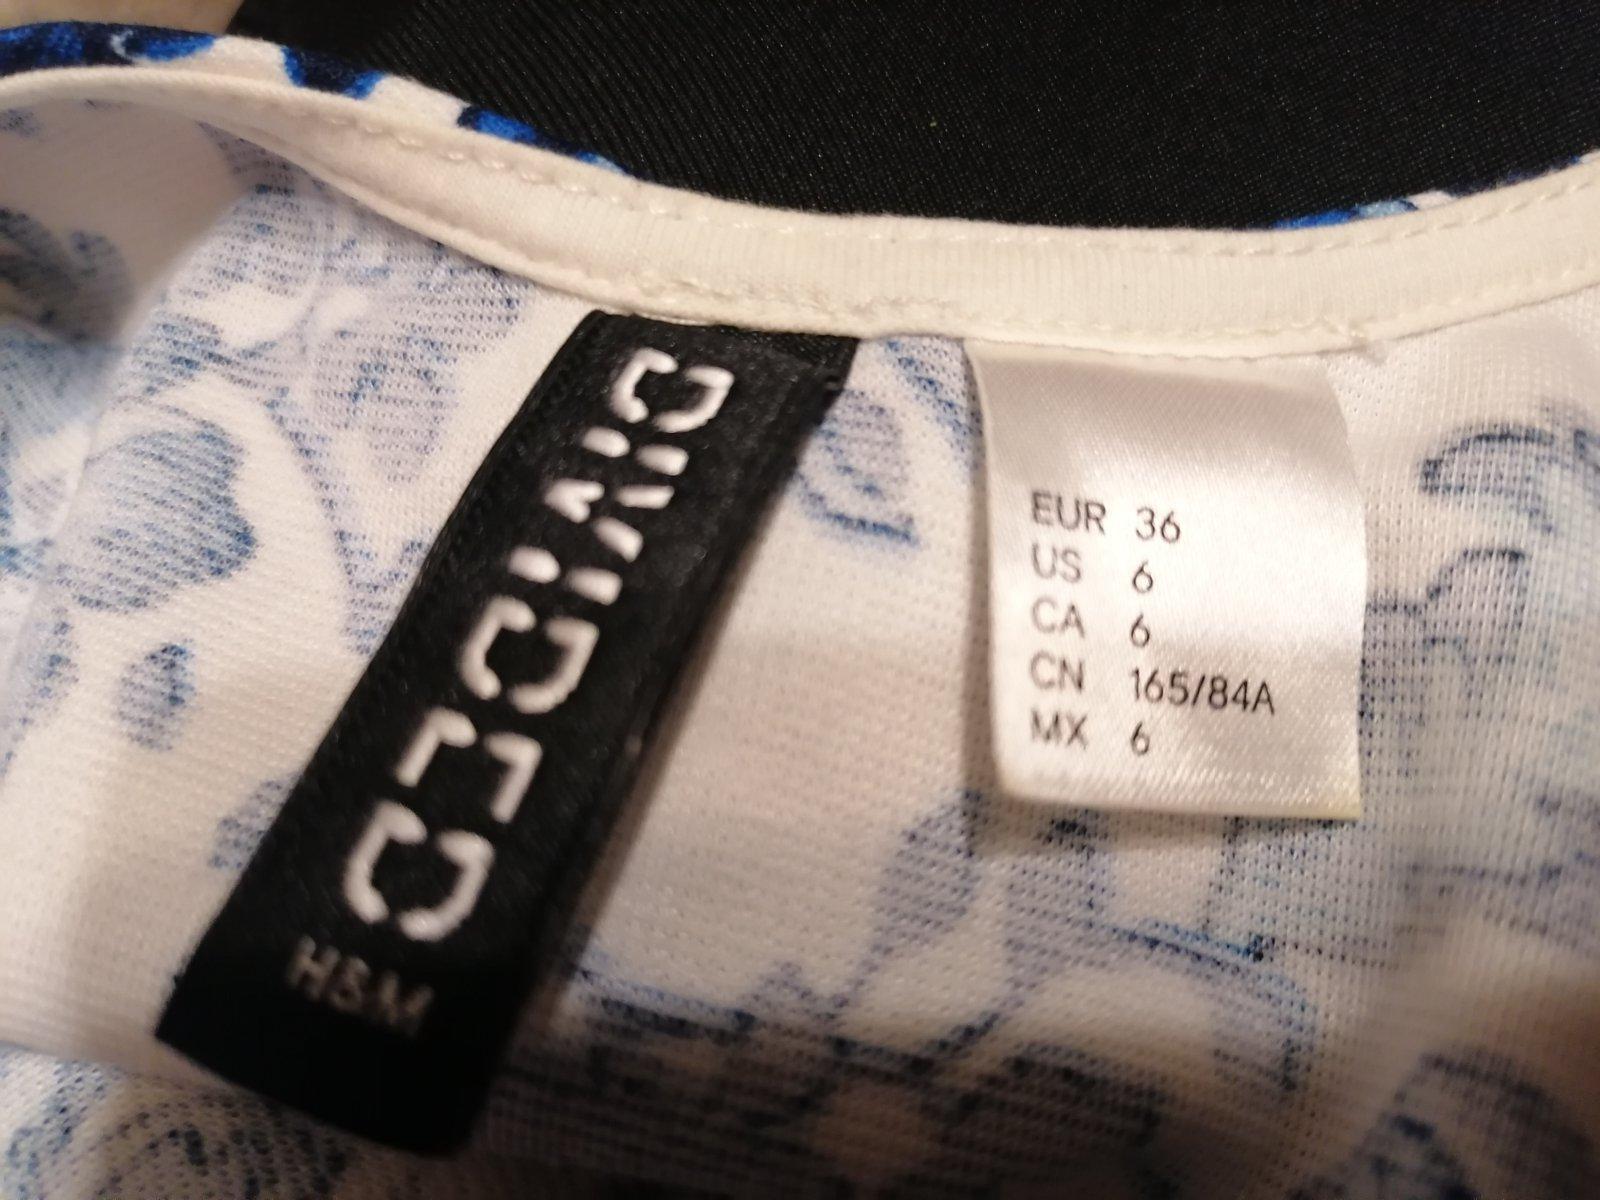 DIVIDED
H&M
EUR 36
US 6
CA 6
CN 165/84A
MX 6